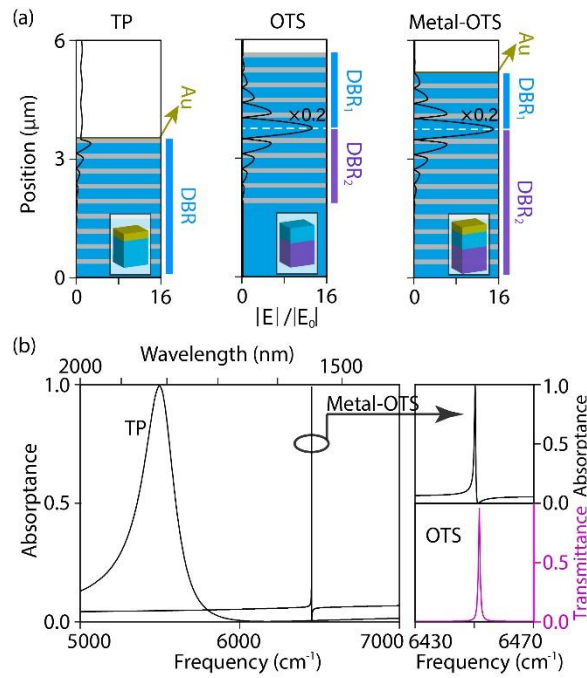 (a)
TP
OTS
Metal-OTS
Au
Au
6
3
0
Position (μm)
DBR
DBR₁
DBR₂
DBR₁
DBR₂
×0.2
×0.2
0
16
0
16
0
16
|E|/|E₀|
(b)
Wavelength (nm)
2000
1500
1.0
0.5
0.0
Absorptance
TP
Metal-OTS
5000
6000
7000
Frequency (cm⁻¹)
1.0
0.5
0.0
Absorptance
OTS
1.0
0.5
0.0
Transmittance
6430
6470
Frequency (cm⁻¹)